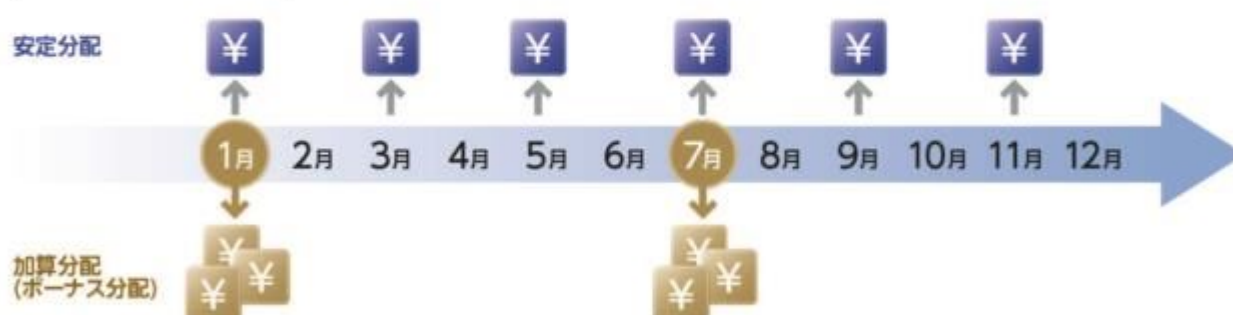 安定分配
¥ ¥ ¥ ¥ ¥ ¥
1月 2月 3月 4月 5月 6月 7月 8月 9月 10月 11月 12月
¥ ¥ ¥ ¥ ¥ ¥
加算分配
(ボーナス分配)